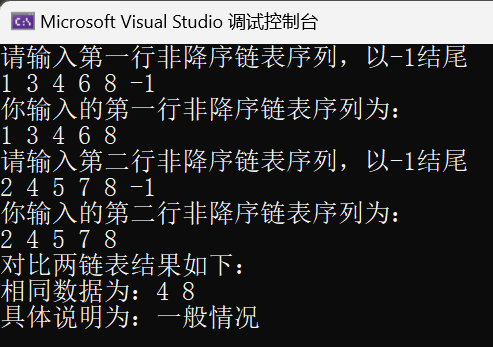 Microsoft Visual Studio 调试控制台
请输入第一行非降序链表序列，以-1结尾
1 3 4 6 8 -1
你输入的第一行非降序链表序列为：
1 3 4 6 8
请输入第二行非降序链表序列，以-1结尾
2 4 5 7 8 -1
你输入的第二行非降序链表序列为：
2 4 5 7 8
对比两链表结果如下：
相同数据为：4 8
具体说明为：一般情况